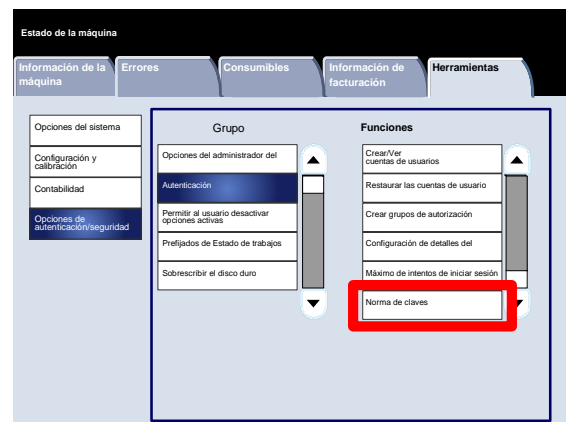 Estado de la máquina
Información de la
máquina
Errores
Consumibles
Información de
facturación
Herramientas
Opciones del sistema
Configuración y
calibración
Contabilidad
Opciones de
autenticación/seguridad
Grupo
Opciones del administrador del
Autenticación
Permitir al usuario desactivar
opciones activas
Prefijados de Estado de trabajos
Sobrescribir el disco duro
Funciones
Crear/Ver
cuentas de usuarios
Restaurar las cuentas de usuario
Crear grupos de autorización
Configuración de detalles del
Máximo de intentos de iniciar sesión
Norma de claves